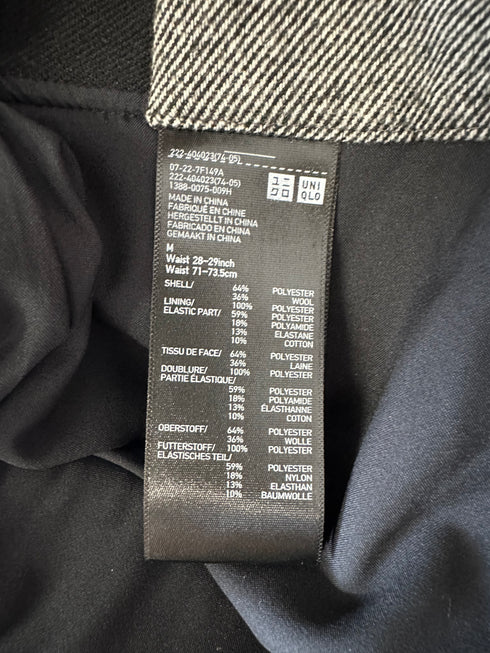 222-404023(74-05)
07-22-7F149A
222-404023(74-05)
1388-0075-009H
ユニ
クロ
UNI
QLO
MADE IN CHINA
FABRIQUÉ EN CHINE
HERGESTELLT IN CHINA
GEMAAKT IN CHINA
M
Waist 28-29inch
Waist 71-73.5cm
SHELL/ 64% POLYESTER
36% WOOL
LINING/ 100% POLYESTER
ELASTIC PART/ 59% POLYESTER
18% POLYAMIDE
13% ELASTANE
10% COTTON
TISSU DE FACE/ 64% POLYESTER
36% LAINE
DOUBLURE/ 100% POLYESTER
PARTIE ÉLASTIQUE/
59% POLYESTER
18% POLYAMIDE
13% ÉLASTHANNE
10% COTON
OBERSTOFF/ 64% POLYESTER
36% WOLLE
FUTTERSTOFF/100% POLYESTER
ELASTISCHES TEIL/
59% POLYESTER
18% NYLON
13% ELASTHAN
10% BAUMWOLLE